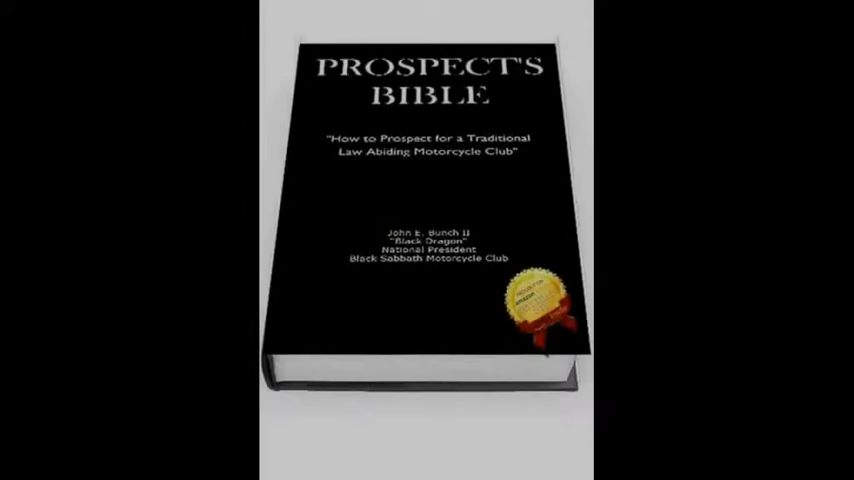 PROSPECT'S
BIBLE
"How to Prospect for a Traditional
Law Abiding Motorcycle Club"
John E. Bunch II
"Black Dragon"
National President
Black Sabbath Motorcycle Club